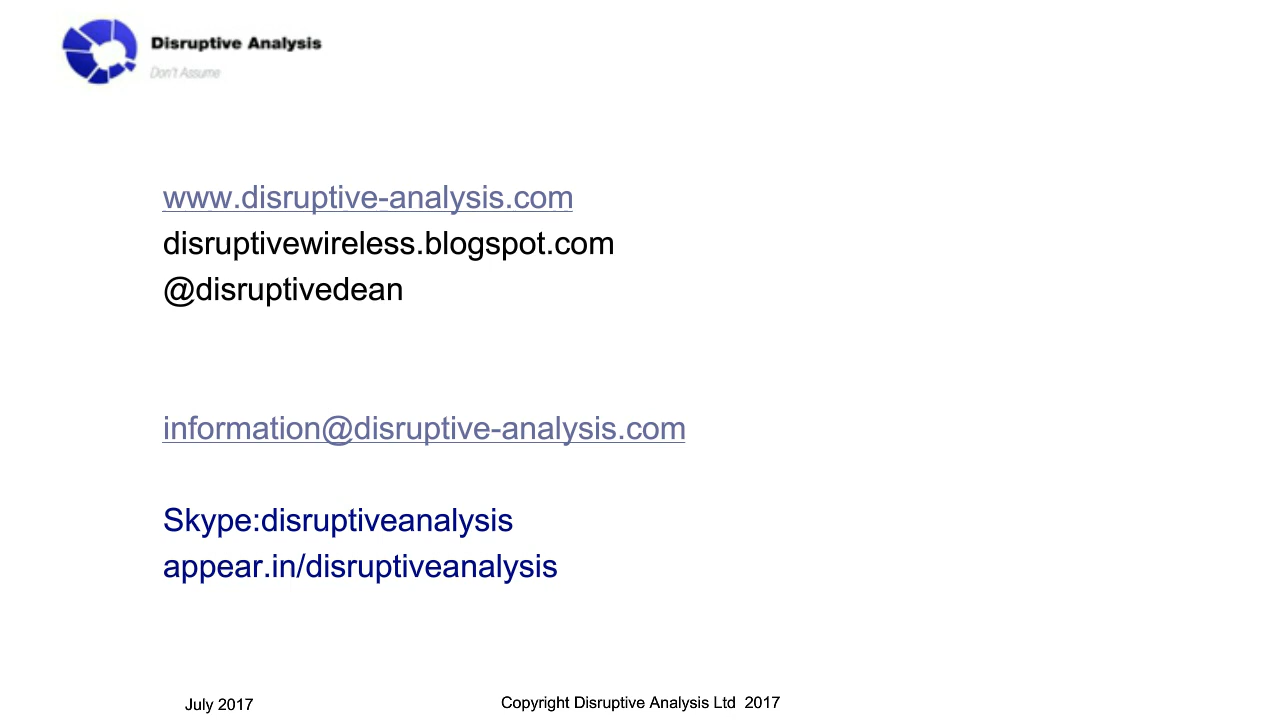 Disruptive Analysis
Don't Assume
www.disruptive-analysis.com
disruptivewireless.blogspot.com
@disruptivedean
information@disruptive-analysis.com
Skype:disruptiveanalysis
appear.in/disruptiveanalysis
July 2017
Copyright Disruptive Analysis Ltd 2017